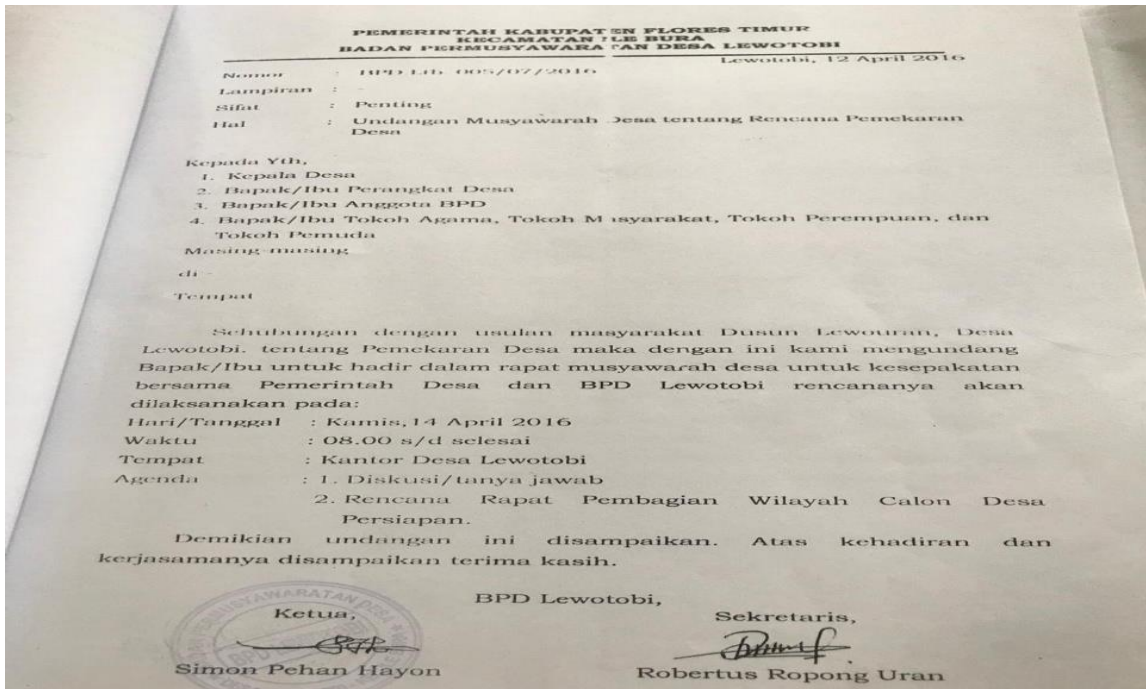 PEMERINTAH KABUPATEN FLORES TIMUR
KECAMATAN ILE BURA
BADAN PERMUSYAWARATAN DESA LEWOTOBI
Lewotobi, 12 April 2016
Nomor : BPD.Ltb. 005/07/2016
Lampiran : -
Sifat : Penting
Hal : Undangan Musyawarah Desa tentang Rencana Pemekaran
Desa
Kepada Yth,
1. Kepala Desa
2. Bapak/Ibu Perangkat Desa
3. Bapak/Ibu Anggota BPD
4. Bapak/Ibu Tokoh Agama, Tokoh Masyarakat, Tokoh Perempuan, dan
Tokoh Pemuda
Masing-masing
di -
Tempat
Sehubungan dengan usulan masyarakat Dusun Lewouran, Desa
Lewotobi. tentang Pemekaran Desa maka dengan ini kami mengundang
Bapak/Ibu untuk hadir dalam rapat musyawarah desa untuk kesepakatan
bersama Pemerintah Desa dan BPD Lewotobi rencananya akan
dilaksanakan pada:
Hari/Tanggal : Kamis,14 April 2016
Waktu : 08.00 s/d selesai
Tempat : Kantor Desa Lewotobi
Agenda : 1. Diskusi/tanya jawab
2. Rencana Rapat Pembagian Wilayah Calon Desa
Persiapan.
Demikian undangan ini disampaikan. Atas kehadiran dan
kerjasamanya disampaikan terima kasih.
BPD Lewotobi,
Ketua, Sekretaris,
Simon Pehan Hayon Robertus Ropong Uran